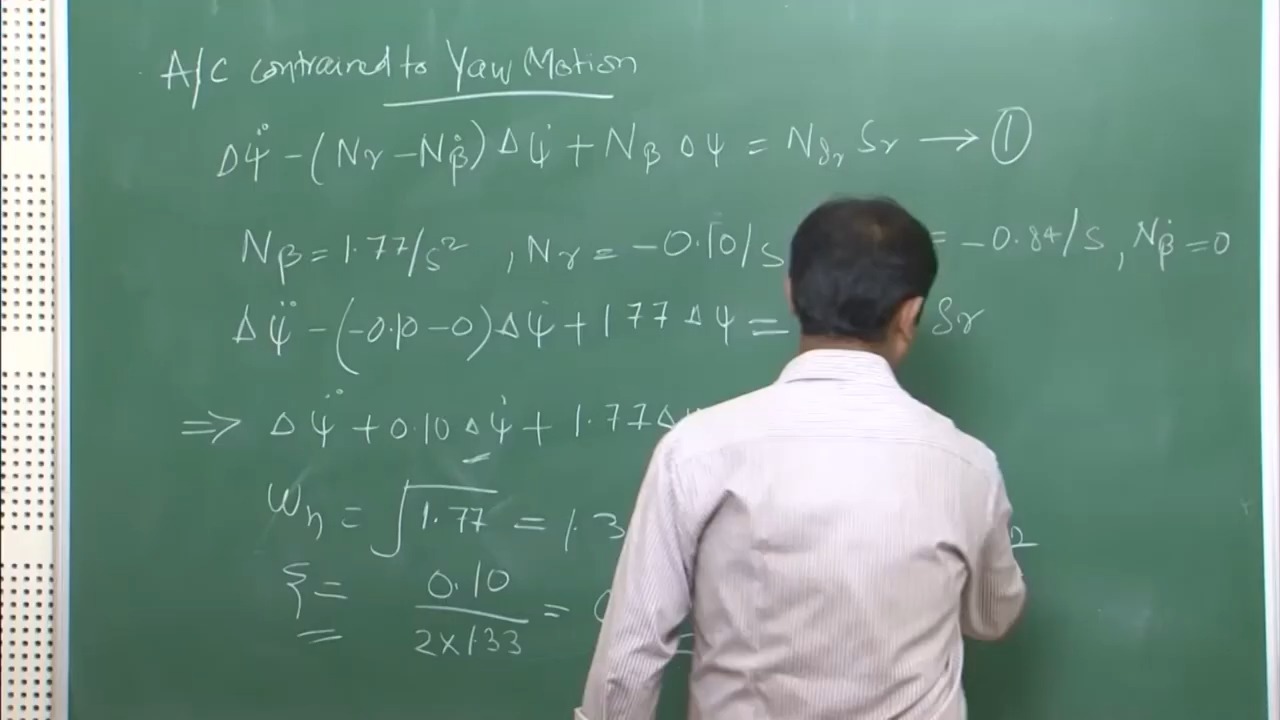 A/C contrained to Yaw Motion
Δψ̈ - (Nr - Nβ̇) Δψ̇ + Nβ Δψ = Nδr δr → ①
Nβ = 1.77/s² , Nr = -0.10/s = -0.84/s , Nβ̇ = 0
Δψ̈ - (-0.10 - 0) Δψ̇ + 1.77 Δψ = δr
⇒ Δψ̈ + 0.10 Δψ̇ + 1.77 Δψ
ωn = √1.77 = 1.3
ξ = 0.10 / 2×1.33 =